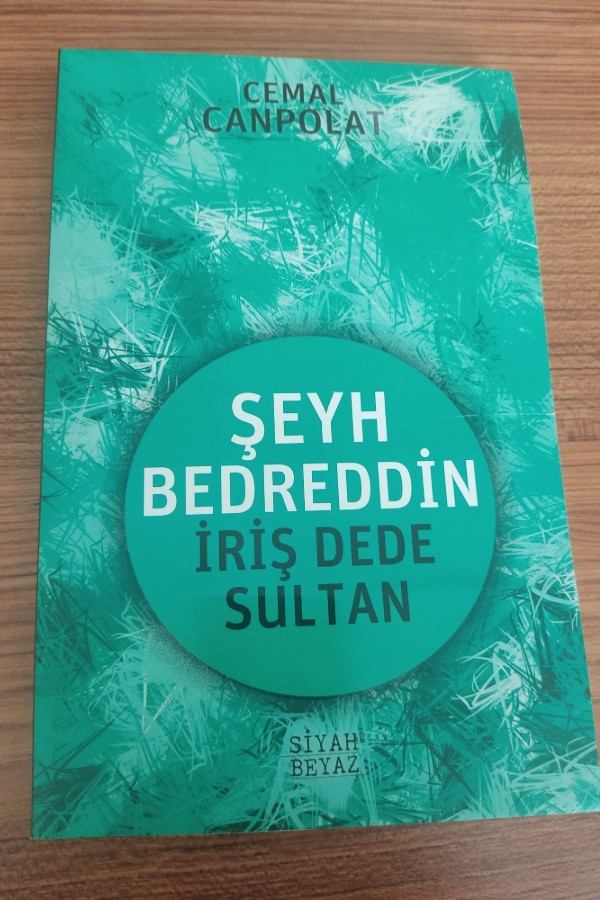 CEMAL
CANPOLAT
ŞEYH
BEDREDDİN
İRİŞ DEDE
SULTAN
SİYAH
BEYAZ